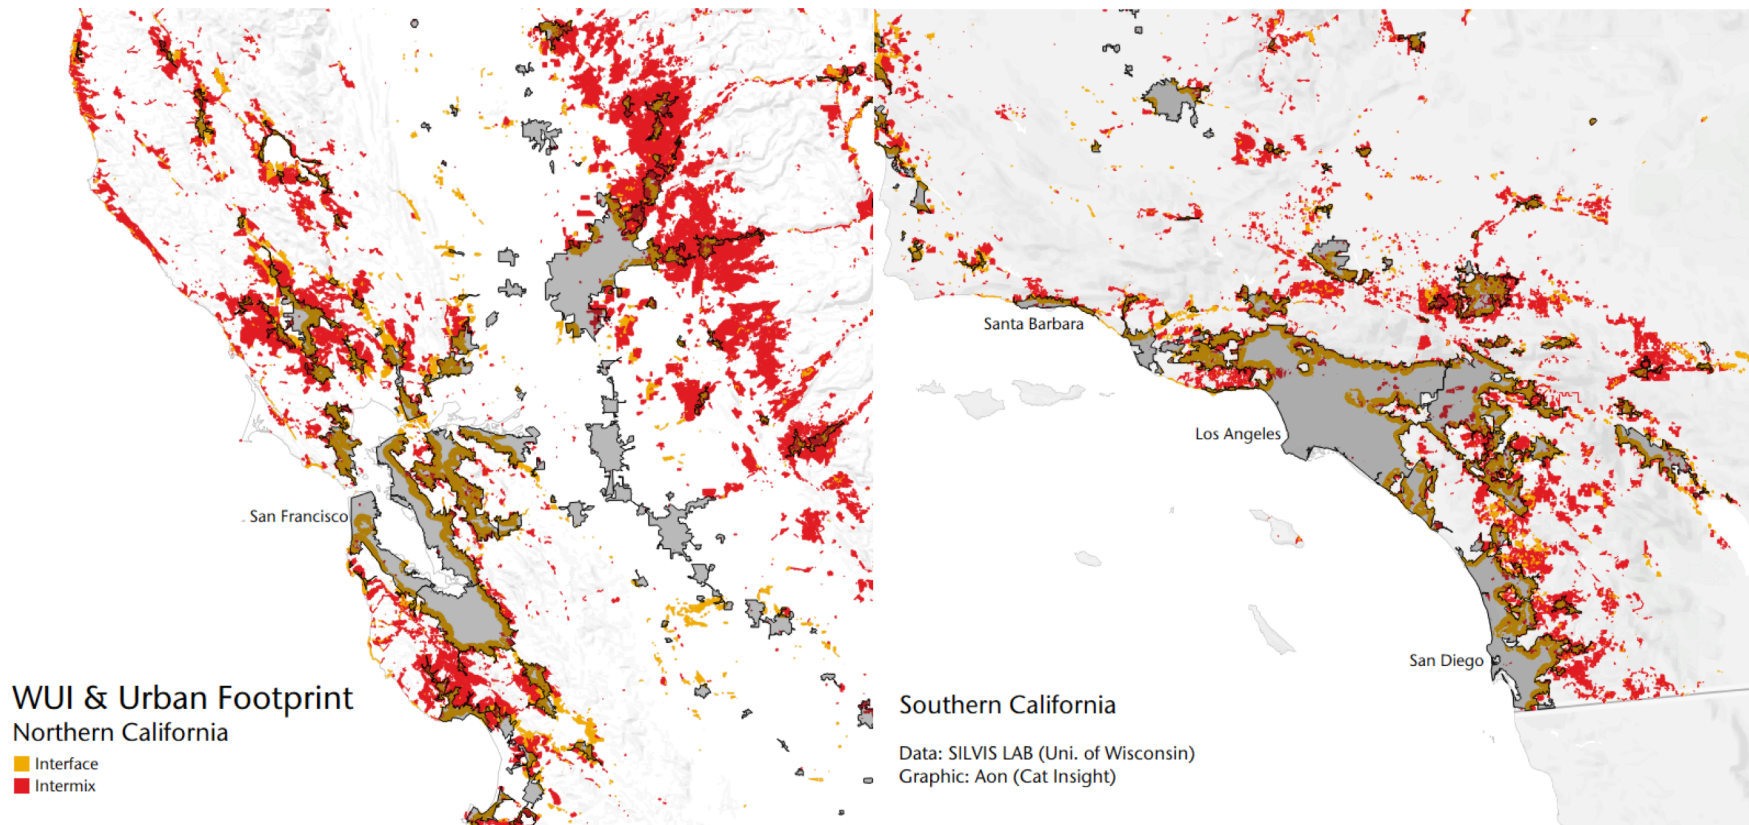 WUI & Urban Footprint
Northern California
Interface
Intermix
San Francisco
Santa Barbara
Los Angeles
San Diego
Southern California
Data: SILVIS LAB (Uni. of Wisconsin)
Graphic: Aon (Cat Insight)